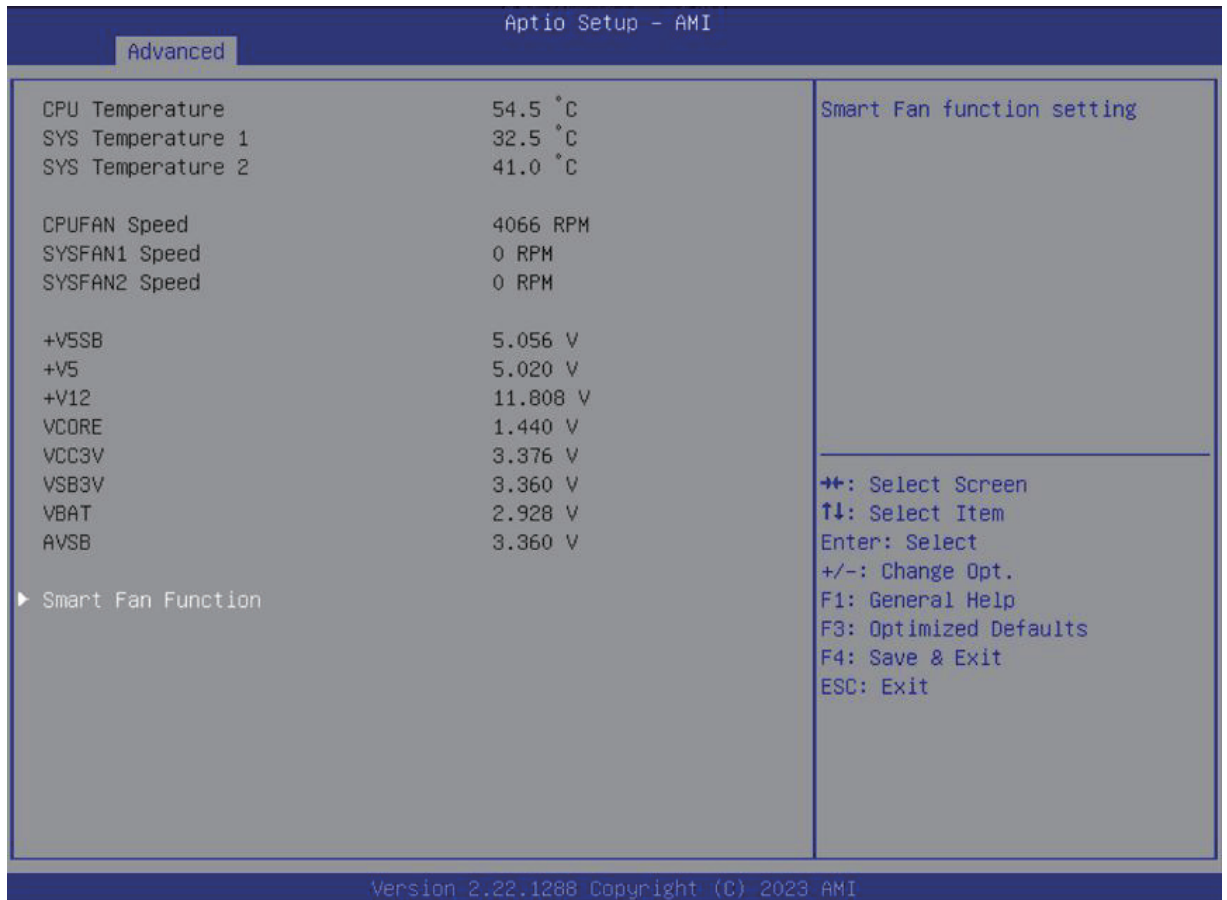 Aptio Setup – AMI
Advanced
CPU Temperature 54.5 °C
SYS Temperature 1 32.5 °C
SYS Temperature 2 41.0 °C
CPUFAN Speed 4066 RPM
SYSFAN1 Speed 0 RPM
SYSFAN2 Speed 0 RPM
+V5SB 5.056 V
+V5 5.020 V
+V12 11.808 V
VCORE 1.440 V
VCC3V 3.376 V
VSB3V 3.360 V
VBAT 2.928 V
AVSB 3.360 V
▶ Smart Fan Function
Smart Fan function setting
→←: Select Screen
↑↓: Select Item
Enter: Select
+/-: Change Opt.
F1: General Help
F3: Optimized Defaults
F4: Save & Exit
ESC: Exit
Version 2.22.1288 Copyright (C) 2023 AMI